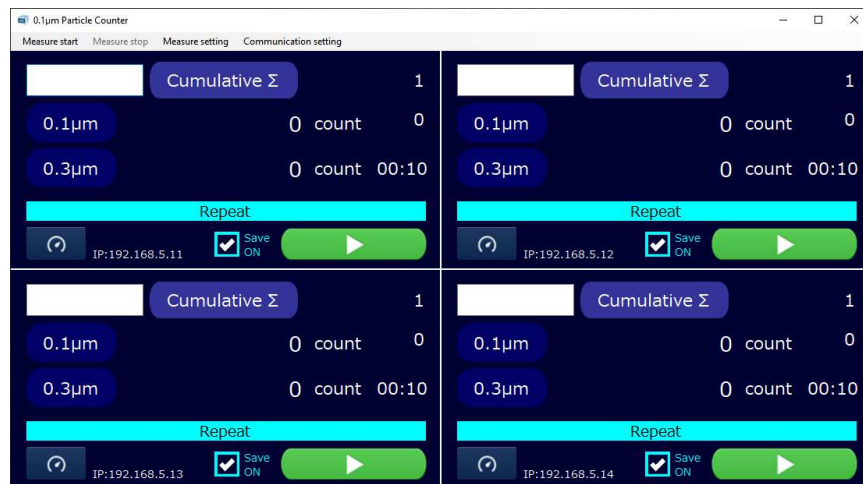 0.1µm Particle Counter
Measure start Measure stop Measure setting Communication setting
Cumulative Σ 1
0.1µm 0 count 0
0.3µm 0 count 00:10
Repeat
IP:192.168.5.11 Save ON
Cumulative Σ 1
0.1µm 0 count 0
0.3µm 0 count 00:10
Repeat
IP:192.168.5.12 Save ON
Cumulative Σ 1
0.1µm 0 count 0
0.3µm 0 count 00:10
Repeat
IP:192.168.5.13 Save ON
Cumulative Σ 1
0.1µm 0 count 0
0.3µm 0 count 00:10
Repeat
IP:192.168.5.14 Save ON